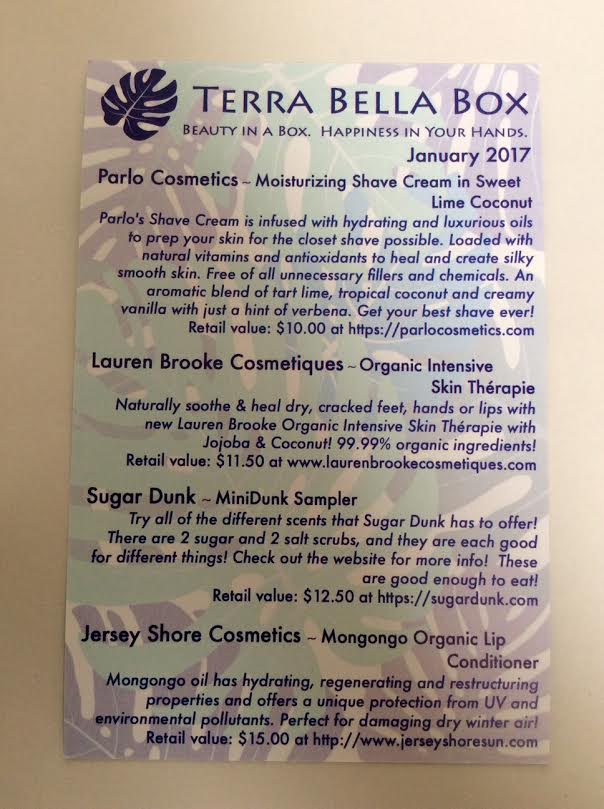 TERRA BELLA BOX
BEAUTY IN A BOX. HAPPINESS IN YOUR HANDS.
January 2017
Parlo Cosmetics ~ Moisturizing Shave Cream in Sweet
Lime Coconut
Parlo's Shave Cream is infused with hydrating and luxurious oils
to prep your skin for the closet shave possible. Loaded with
natural vitamins and antioxidants to heal and create silky
smooth skin. Free of all unnecessary fillers and chemicals. An
aromatic blend of tart lime, tropical coconut and creamy
vanilla with just a hint of verbena. Get your best shave ever!
Retail value: $10.00 at https://parlocosmetics.com
Lauren Brooke Cosmetiques ~ Organic Intensive
Skin Thérapie
Naturally soothe & heal dry, cracked feet, hands or lips with
new Lauren Brooke Organic Intensive Skin Thérapie with
Jojoba & Coconut! 99.99% organic ingredients!
Retail value: $11.50 at www.laurenbrookecosmetiques.com
Sugar Dunk ~ MiniDunk Sampler
Try all of the different scents that Sugar Dunk has to offer!
There are 2 sugar and 2 salt scrubs, and they are each good
for different things! Check out the website for more info! These
are good enough to eat!
Retail value: $12.50 at https://sugardunk.com
Jersey Shore Cosmetics ~ Mongongo Organic Lip
Conditioner
Mongongo oil has hydrating, regenerating and restructuring
properties and offers a unique protection from UV and
environmental pollutants. Perfect for damaging dry winter air!
Retail value: $15.00 at http://www.jerseyshoresun.com